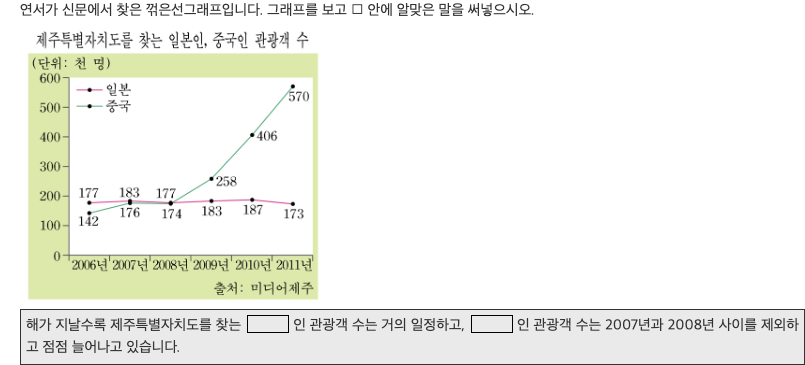 연서가 신문에서 찾은 꺾은선그래프입니다. 그래프를 보고 □ 안에 알맞은 말을 써넣으시오.
제주특별자치도를 찾는 일본인, 중국인 관광객 수
(단위: 천 명)
600
일본
중국
500
570
400
406
300
258
200
177 183 177
142 176 174 183 187 173
100
0
2006년 2007년 2008년 2009년 2010년 2011년
출처: 미디어제주
해가 지날수록 제주특별자치도를 찾는 □ 인 관광객 수는 거의 일정하고, □ 인 관광객 수는 2007년과 2008년 사이를 제외하
고 점점 늘어나고 있습니다.